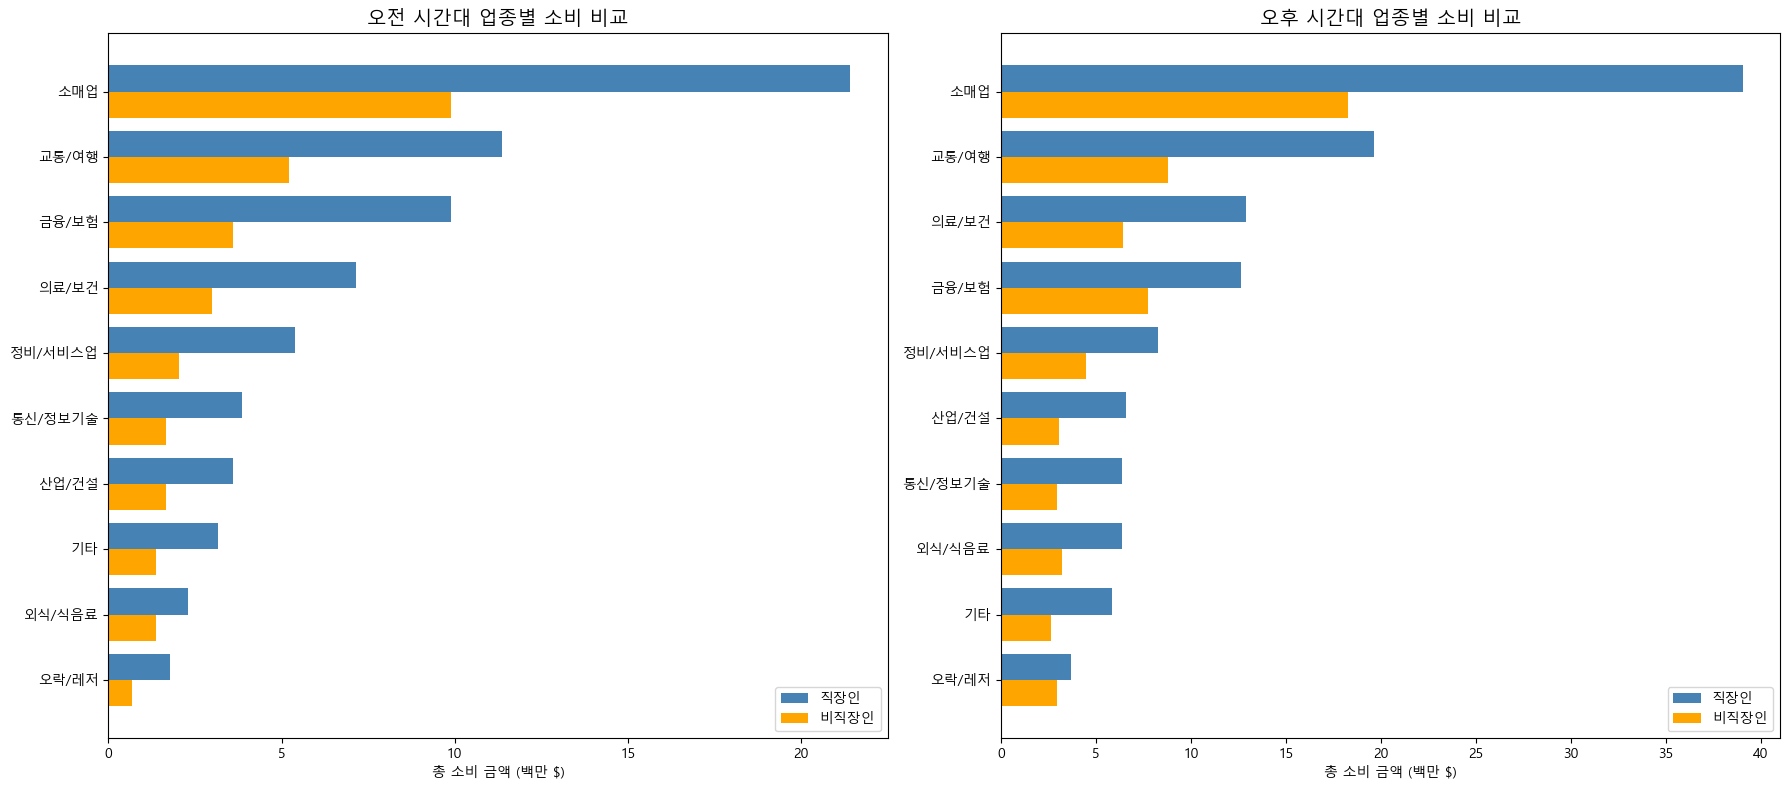 오전 시간대 업종별 소비 비교
소매업
교통/여행
금융/보험
의료/보건
정비/서비스업
통신/정보기술
산업/건설
기타
외식/식음료
오락/레저
0 5 10 15 20
총 소비 금액 (백만 $)
직장인
비직장인
오후 시간대 업종별 소비 비교
소매업
교통/여행
의료/보건
금융/보험
정비/서비스업
산업/건설
통신/정보기술
외식/식음료
기타
오락/레저
0 5 10 15 20 25 30 35 40
총 소비 금액 (백만 $)
직장인
비직장인